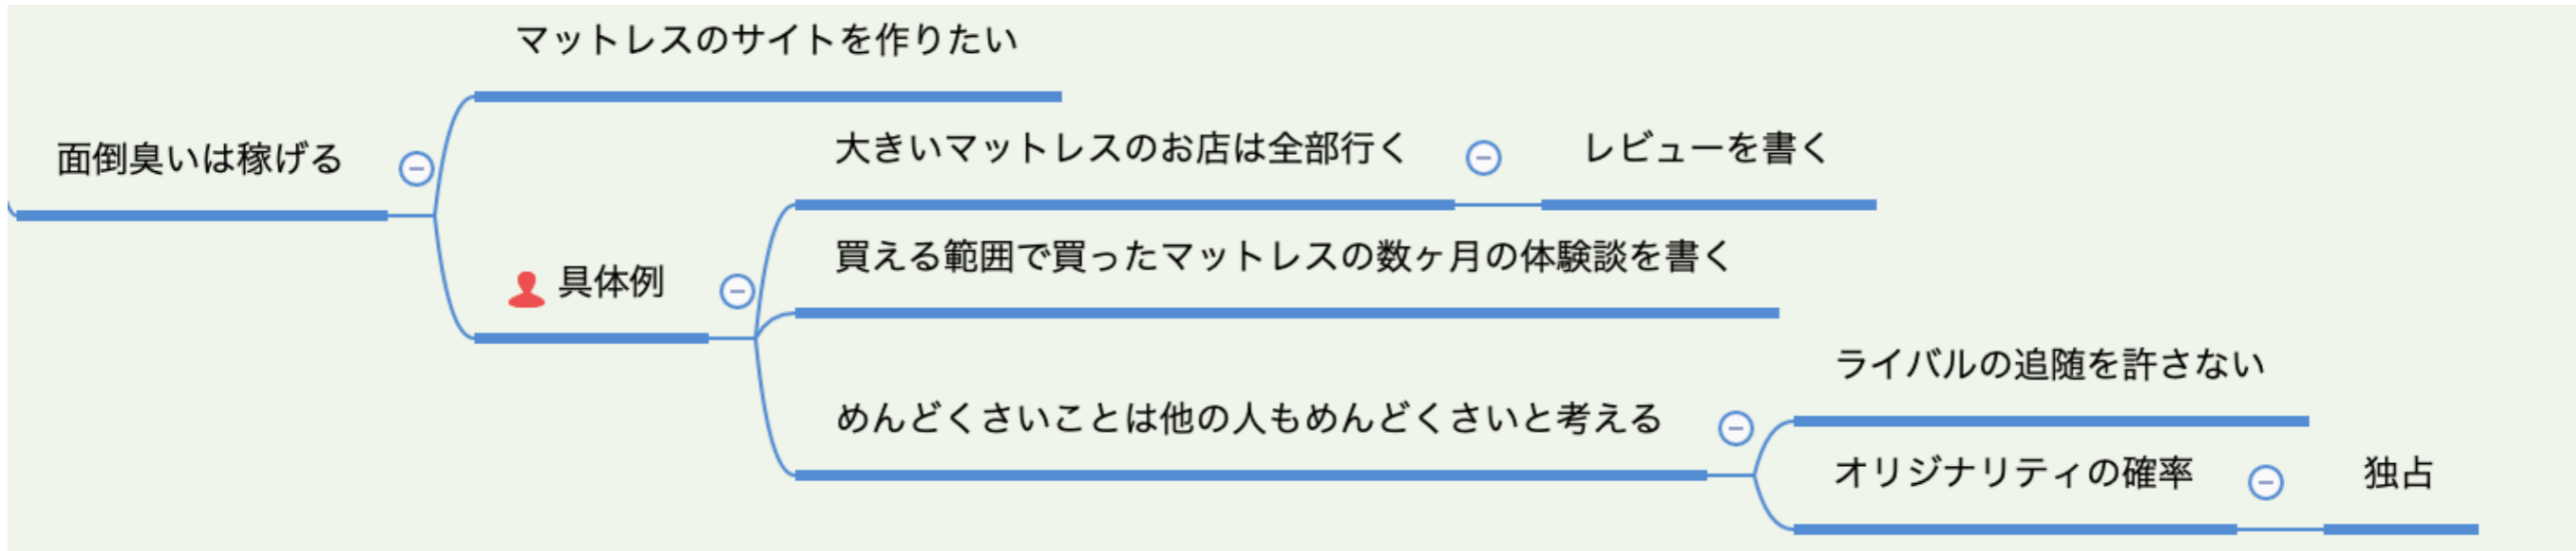 マットレスのサイトを作りたい
大きいマットレスのお店は全部行く
レビューを書く
面倒臭いは稼げる
買える範囲で買ったマットレスの数ヶ月の体験談を書く
具体例
ライバルの追随を許さない
めんどくさいことは他の人もめんどくさいと考える
オリジナリティの確率
独占